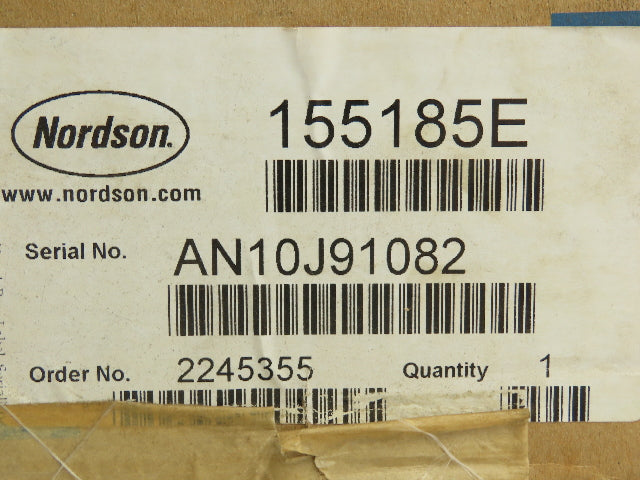 Nordson.
155185E
www.nordson.com
Serial No. AN10J91082
Order No. 2245355 Quantity 1